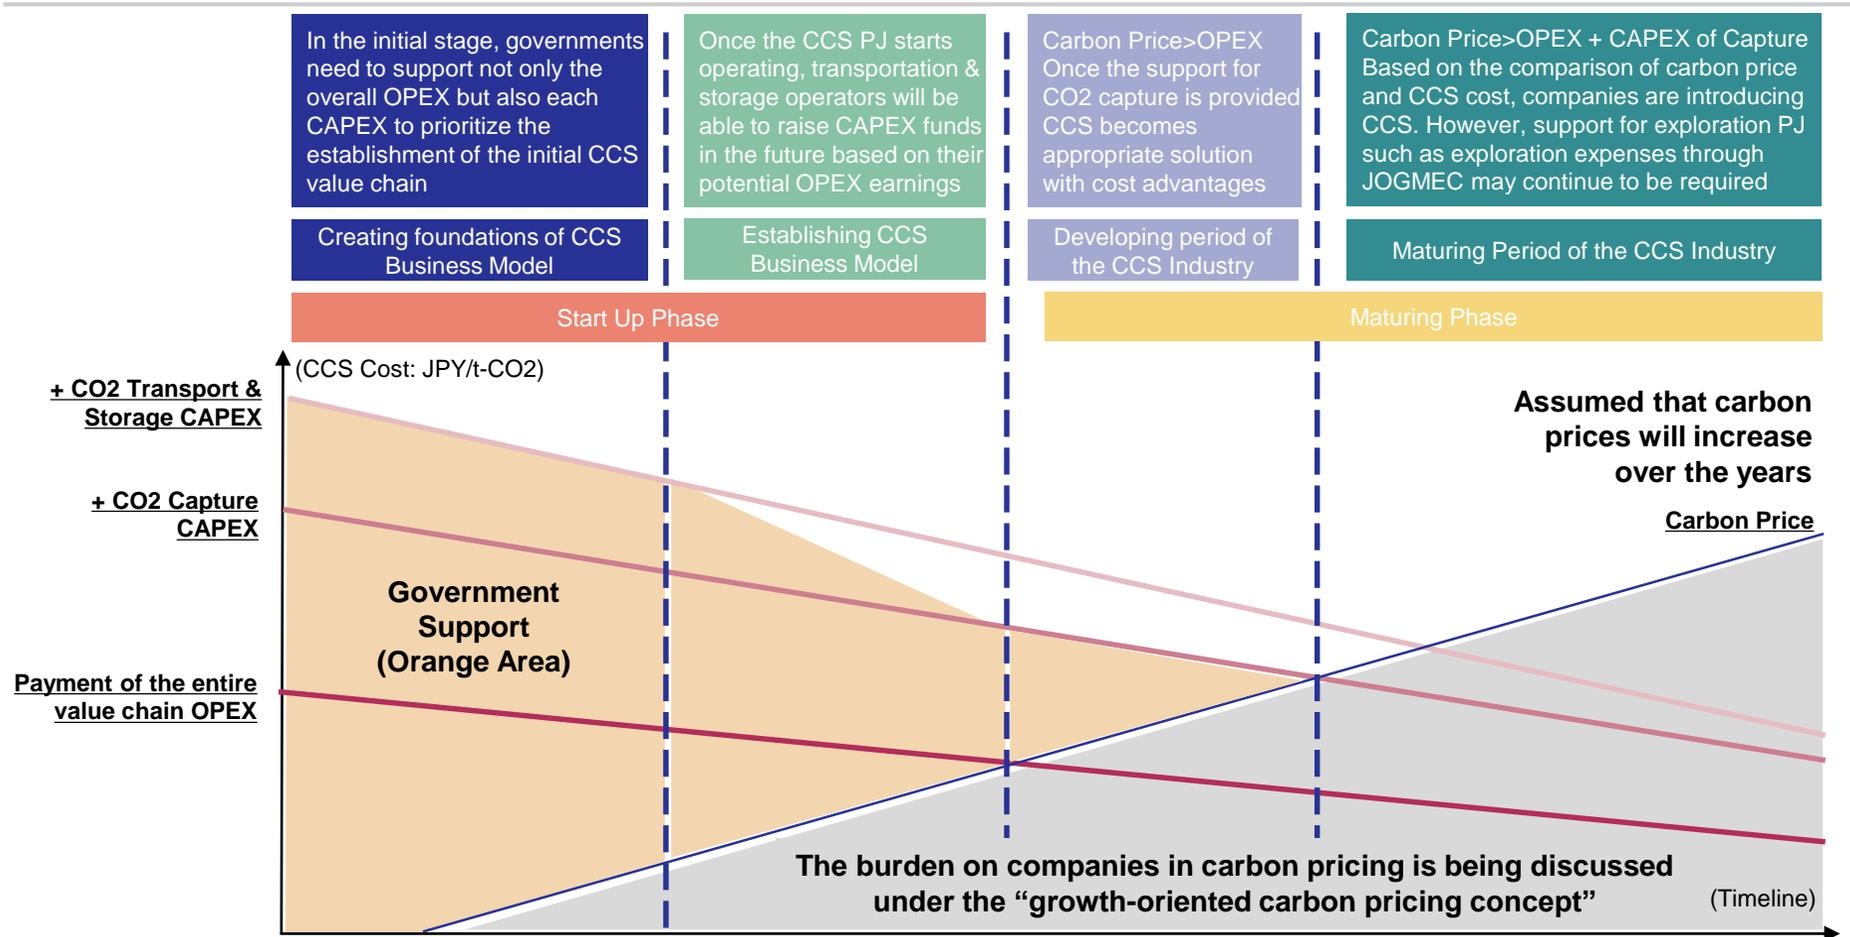 In the initial stage, governments
need to support not only the
overall OPEX but also each
CAPEX to prioritize the
establishment of the initial CCS
value chain
Once the CCS PJ starts
operating, transportation &
storage operators will be
able to raise CAPEX funds
in the future based on their
potential OPEX earnings
Carbon Price>OPEX
Once the support for
CO2 capture is provided
CCS becomes
appropriate solution
with cost advantages
Carbon Price>OPEX + CAPEX of Capture
Based on the comparison of carbon price
and CCS cost, companies are introducing
CCS. However, support for exploration PJ
such as exploration expenses through
JOGMEC may continue to be required
Creating foundations of CCS
Business Model
Establishing CCS
Business Model
Developing period of
the CCS Industry
Maturing Period of the CCS Industry
Start Up Phase
Maturing Phase
(CCS Cost: JPY/t-CO2)
+ CO2 Transport &
Storage CAPEX
Assumed that carbon
prices will increase
over the years
+ CO2 Capture
CAPEX
Carbon Price
Government
Support
(Orange Area)
Payment of the entire
value chain OPEX
The burden on companies in carbon pricing is being discussed
under the “growth-oriented carbon pricing concept”
(Timeline)